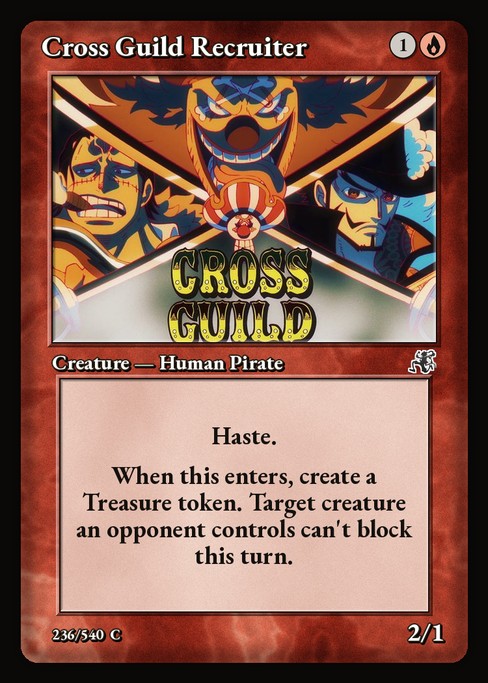 Cross Guild Recruiter
1
CROSS
GUILD
Creature — Human Pirate
Haste.
When this enters, create a
Treasure token. Target creature
an opponent controls can't block
this turn.
236/540 C
2/1